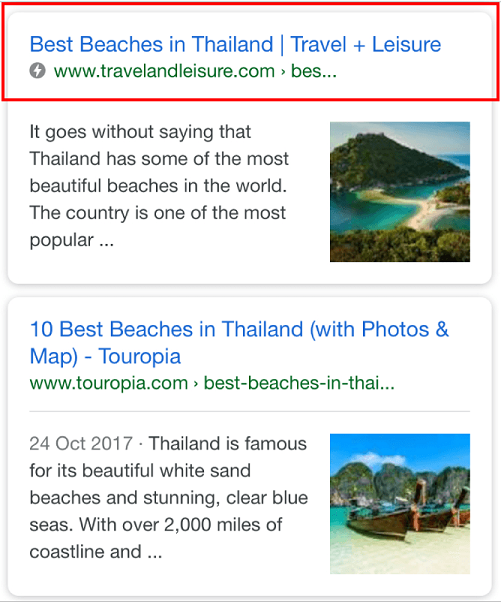 Best Beaches in Thailand | Travel + Leisure
www.travelandleisure.com › bes...
It goes without saying that
Thailand has some of the most
beautiful beaches in the world.
The country is one of the most
popular ...
10 Best Beaches in Thailand (with Photos &
Map) - Touropia
www.touropia.com › best-beaches-in-thai...
24 Oct 2017 · Thailand is famous
for its beautiful white sand
beaches and stunning, clear blue
seas. With over 2,000 miles of
coastline and ...